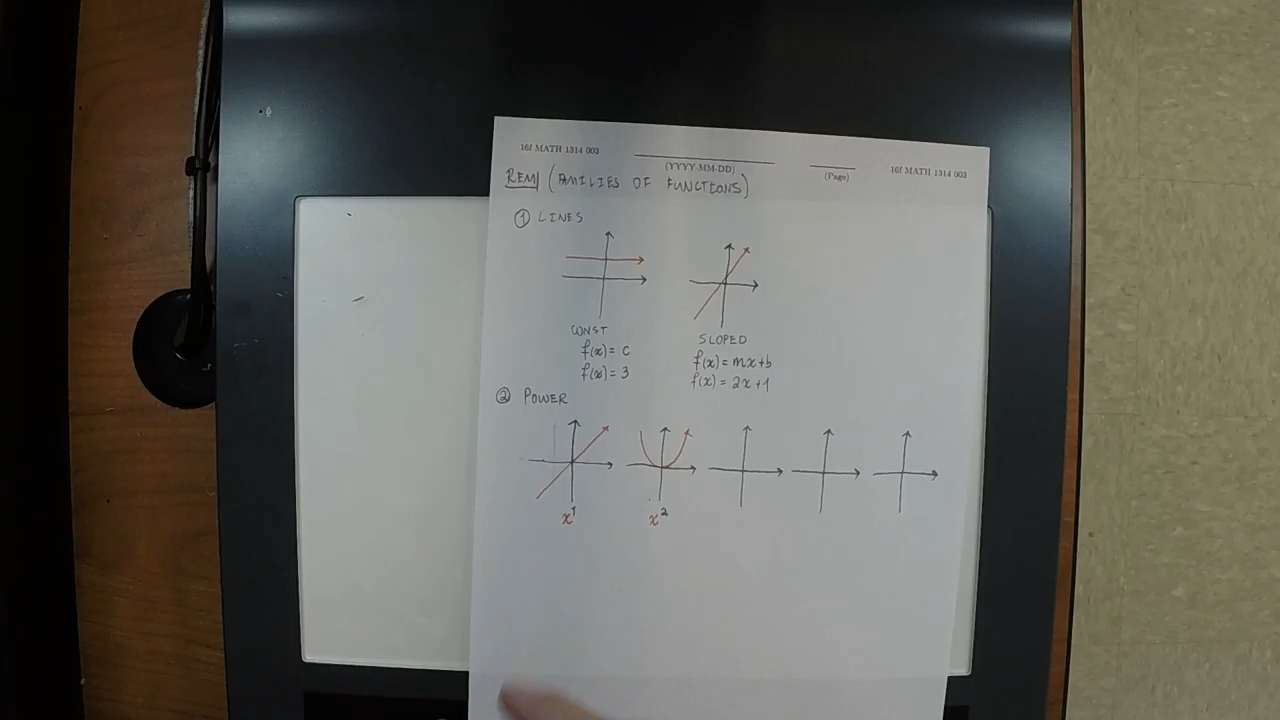 16f MATH 1314 003
(YYYY-MM-DD)
(Page)
16f MATH 1314 003
REM (FAMILIES OF FUNCTIONS)
① LINES
CONST
f(x) = C
f(x) = 3
SLOPED
f(x) = mx+b
f(x) = 2x+1
② POWER
x¹
x²